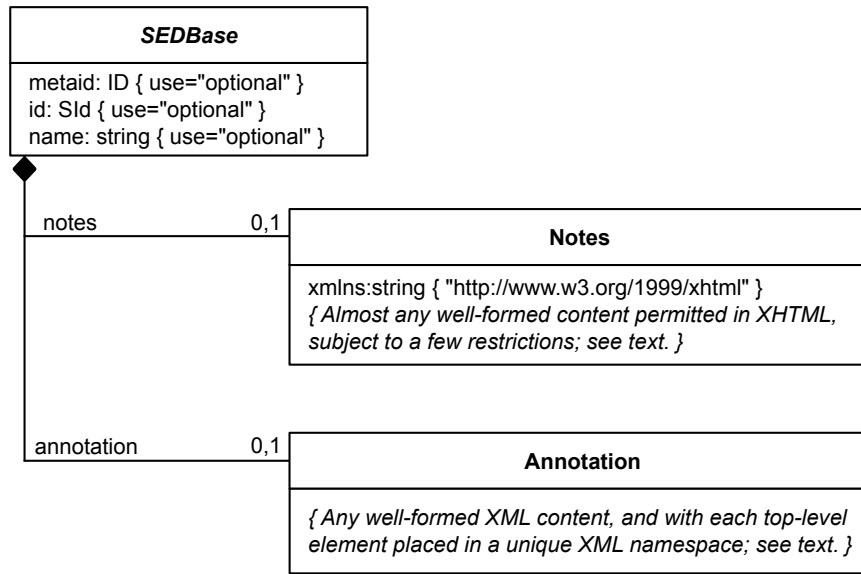 SEDBase
metaid: ID { use="optional" }
id: SId { use="optional" }
name: string { use="optional" }
notes 0,1
Notes
xmlns:string { "http://www.w3.org/1999/xhtml" }
{ Almost any well-formed content permitted in XHTML,
subject to a few restrictions; see text. }
annotation 0,1
Annotation
{ Any well-formed XML content, and with each top-level
element placed in a unique XML namespace; see text. }